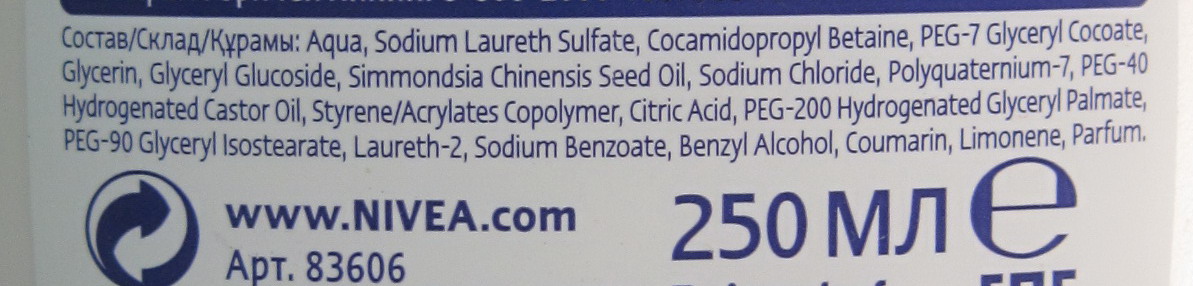 Состав/Склад/Құрамы: Aqua, Sodium Laureth Sulfate, Cocamidopropyl Betaine, PEG-7 Glyceryl Cocoate,
Glycerin, Glyceryl Glucoside, Simmondsia Chinensis Seed Oil, Sodium Chloride, Polyquaternium-7, PEG-40
Hydrogenated Castor Oil, Styrene/Acrylates Copolymer, Citric Acid, PEG-200 Hydrogenated Glyceryl Palmate,
PEG-90 Glyceryl Isostearate, Laureth-2, Sodium Benzoate, Benzyl Alcohol, Coumarin, Limonene, Parfum.
www.NIVEA.com
250 МЛ e
Арт. 83606